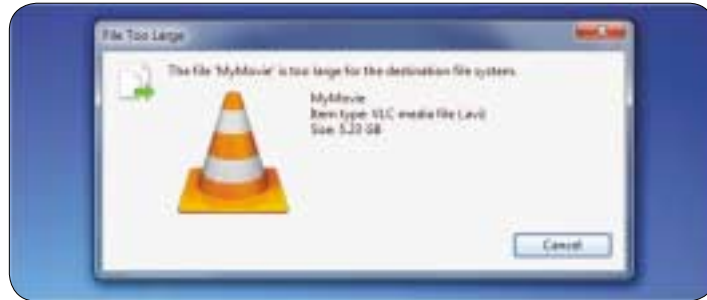 File Too Large
The file 'MyMovie' is too large for the destination file system.
MyMovie
Item type: VLC media file (.avi)
Size: 5.23 GB
Cancel